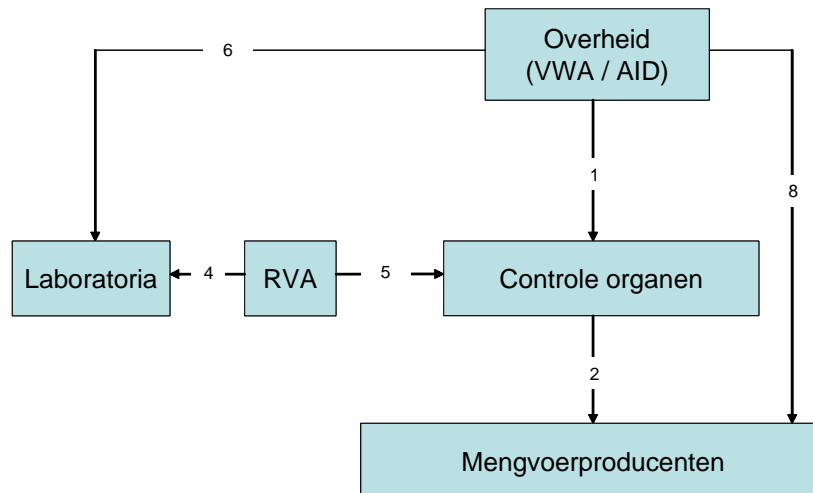 Overheid
(VWA / AID)
6
1
8
Laboratoria
4
RVA
5
Controle organen
2
Mengvoerproducenten